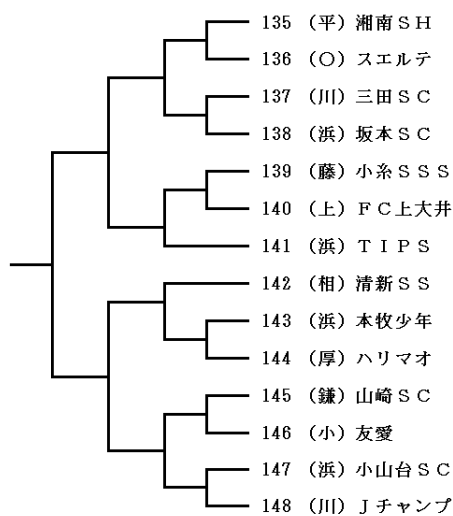 135 （平）湘南ＳＨ
136 （○）スエルテ
137 （川）三田ＳＣ
138 （浜）坂本ＳＣ
139 （藤）小糸ＳＳＳ
140 （上）ＦＣ上大井
141 （浜）ＴＩＰＳ
142 （相）清新ＳＳ
143 （浜）本牧少年
144 （厚）ハリマオ
145 （鎌）山崎ＳＣ
146 （小）友愛
147 （浜）小山台ＳＣ
148 （川）Ｊチャンプ